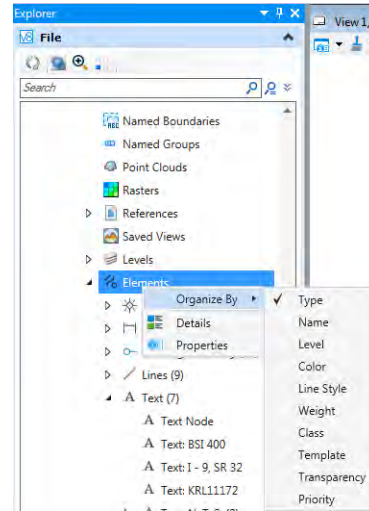 Explorer
View 1,
File
Search
Named Boundaries
Named Groups
Point Clouds
Rasters
References
Saved Views
Levels
Elements
Organize By
Details
Properties
Type
Name
Level
Color
Line Style
Weight
Class
Template
Transparency
Priority
Lines (9)
A Text (7)
A Text Node
A Text: BSI 400
A Text: I - 9, SR 32
A Text: KRL11172